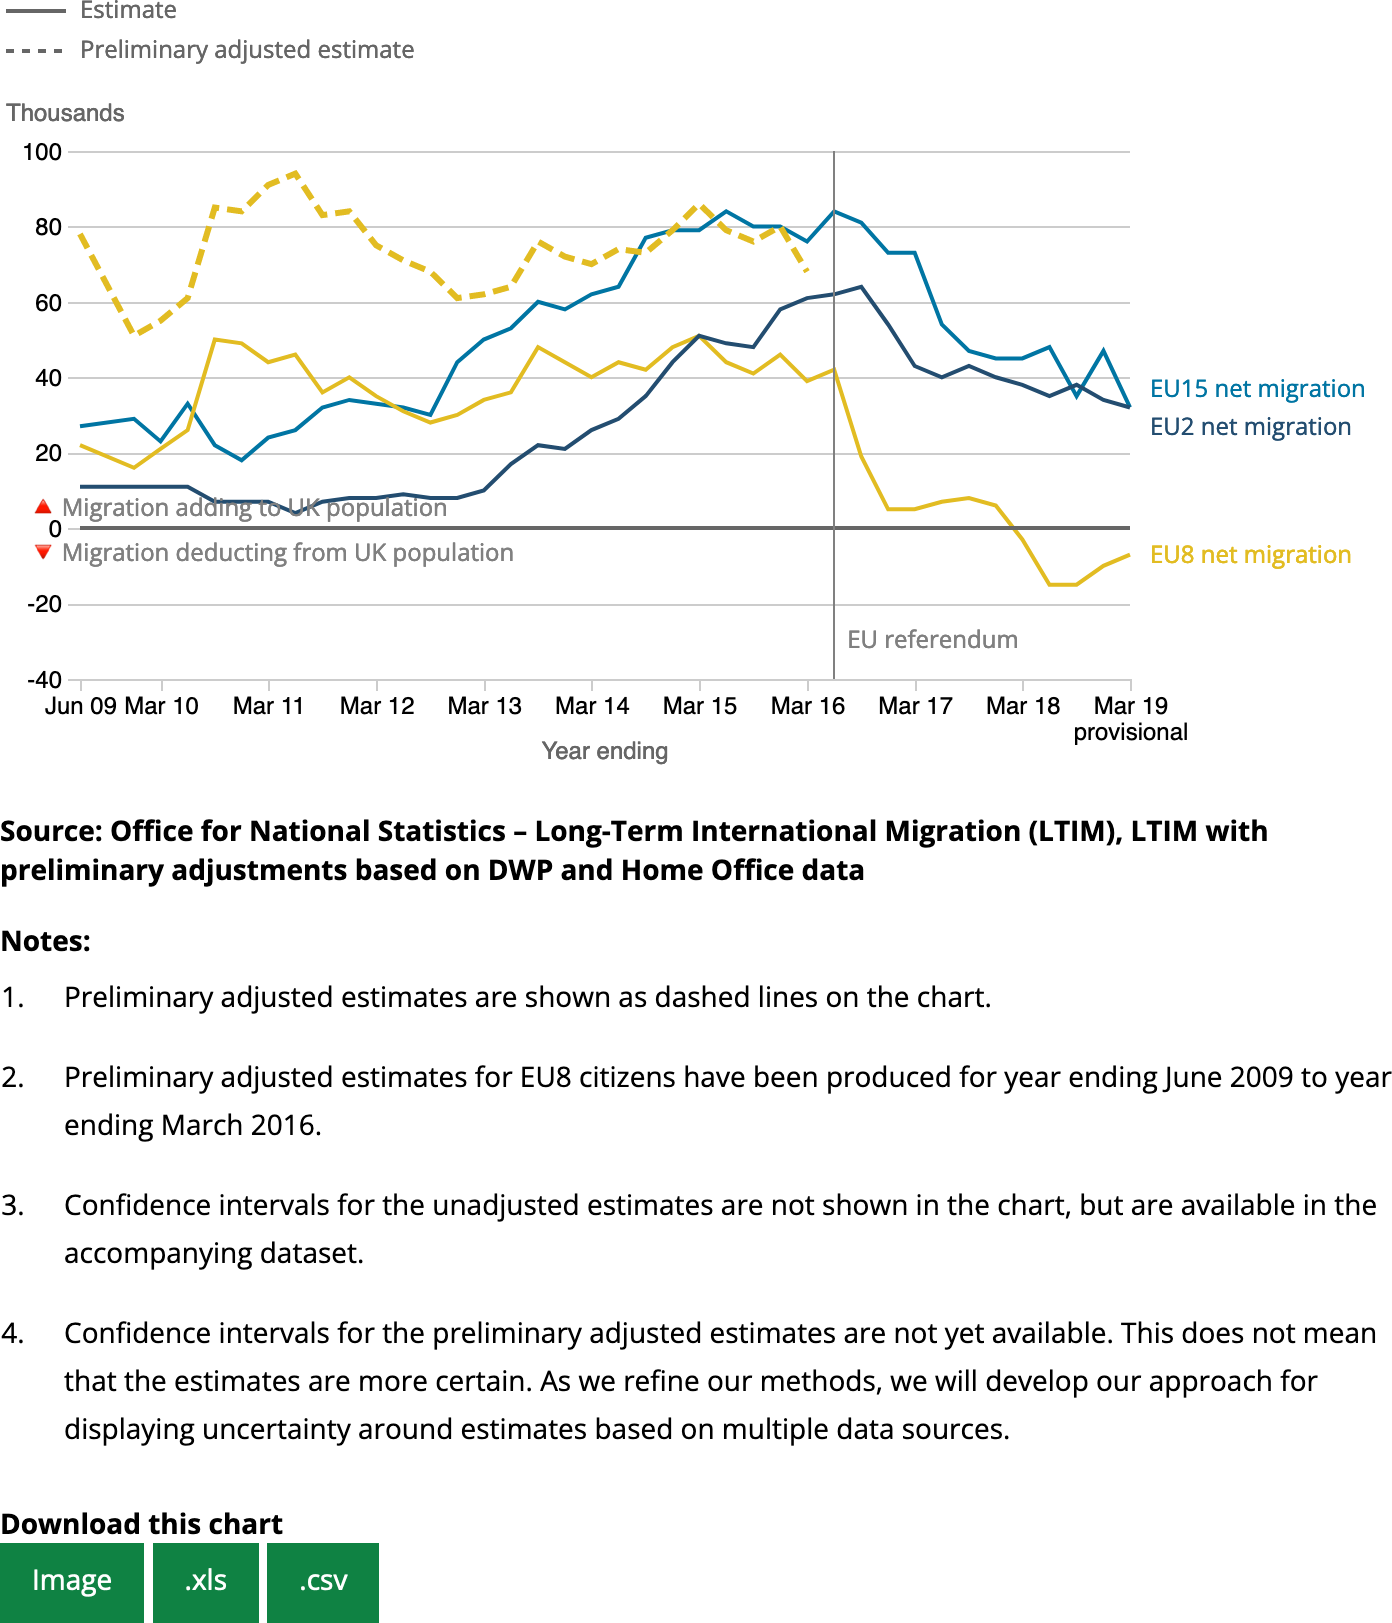 Estimate
Preliminary adjusted estimate
Thousands
100
80
60
40
20
0
-20
-40
EU15 net migration
EU2 net migration
Migration adding to UK population
Migration deducting from UK population
EU8 net migration
EU referendum
Jun 09 Mar 10 Mar 11 Mar 12 Mar 13 Mar 14 Mar 15 Mar 16 Mar 17 Mar 18 Mar 19
provisional
Year ending
Source: Office for National Statistics – Long-Term International Migration (LTIM), LTIM with
preliminary adjustments based on DWP and Home Office data
Notes:
1. Preliminary adjusted estimates are shown as dashed lines on the chart.
2. Preliminary adjusted estimates for EU8 citizens have been produced for year ending June 2009 to year
ending March 2016.
3. Confidence intervals for the unadjusted estimates are not shown in the chart, but are available in the
accompanying dataset.
4. Confidence intervals for the preliminary adjusted estimates are not yet available. This does not mean
that the estimates are more certain. As we refine our methods, we will develop our approach for
displaying uncertainty around estimates based on multiple data sources.
Download this chart
Image .xls .csv